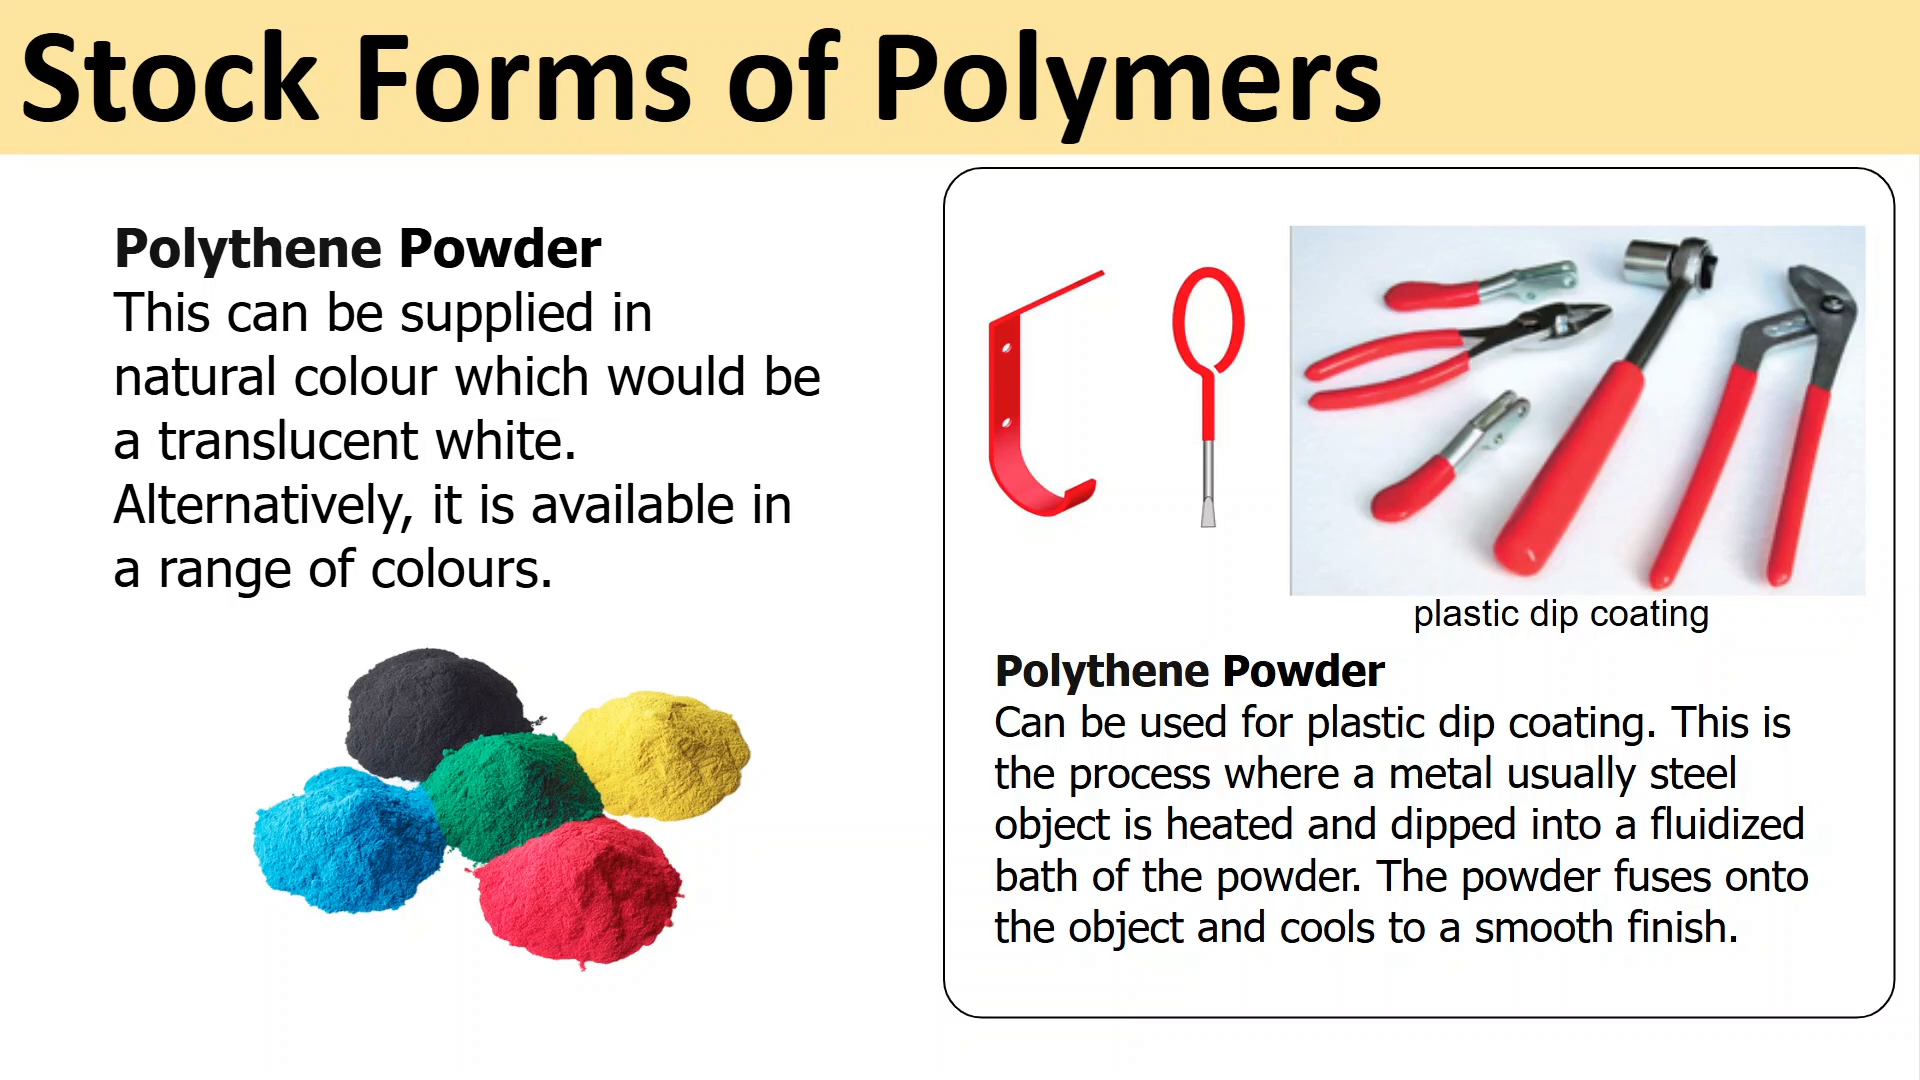 Stock Forms of Polymers
Polythene Powder
This can be supplied in
natural colour which would be
a translucent white.
Alternatively, it is available in
a range of colours.
plastic dip coating
Polythene Powder
Can be used for plastic dip coating. This is
the process where a metal usually steel
object is heated and dipped into a fluidized
bath of the powder. The powder fuses onto
the object and cools to a smooth finish.